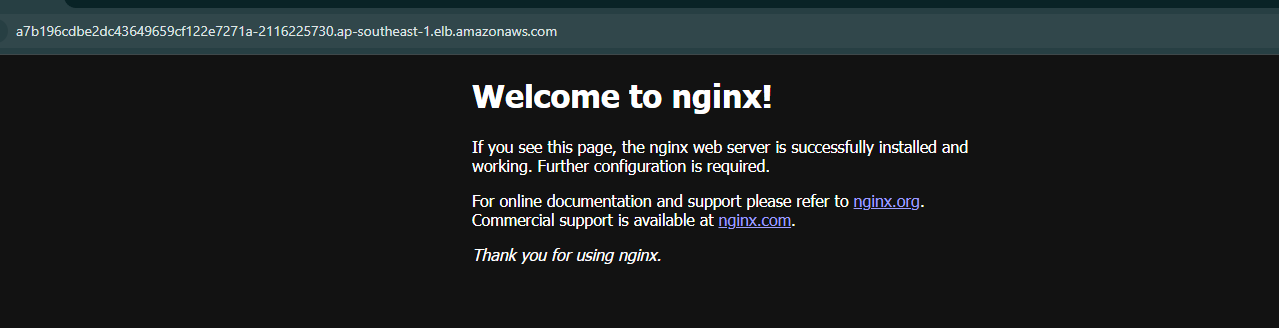 a7b196cdbe2dc43649659cf122e7271a-2116225730.ap-southeast-1.elb.amazonaws.com
Welcome to nginx!
If you see this page, the nginx web server is successfully installed and
working. Further configuration is required.
For online documentation and support please refer to nginx.org.
Commercial support is available at nginx.com.
Thank you for using nginx.